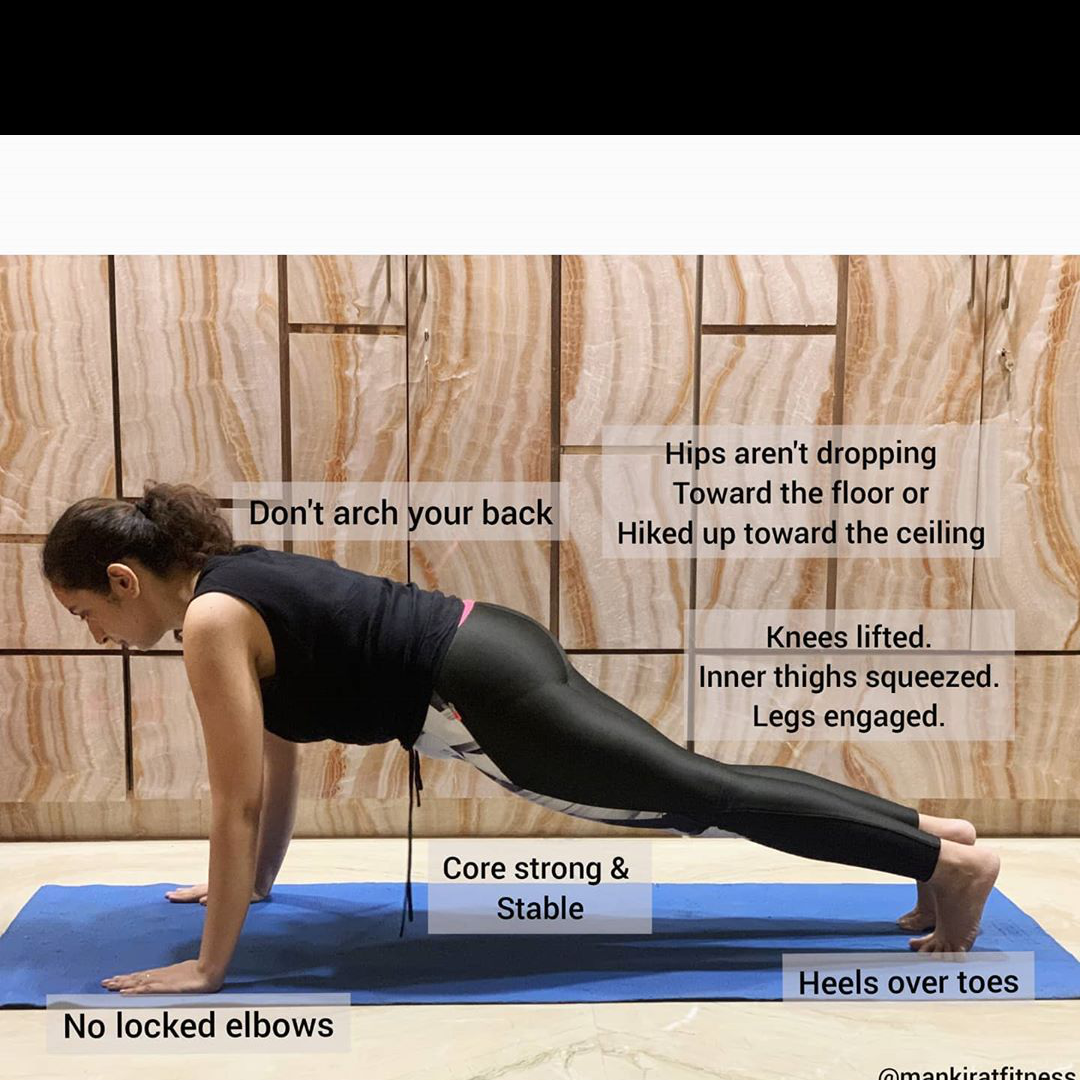 Don't arch your back
Hips aren't dropping
Toward the floor or
Hiked up toward the ceiling
Knees lifted.
Inner thighs squeezed.
Legs engaged.
Core strong &
Stable
Heels over toes
No locked elbows
@mankiratfitness